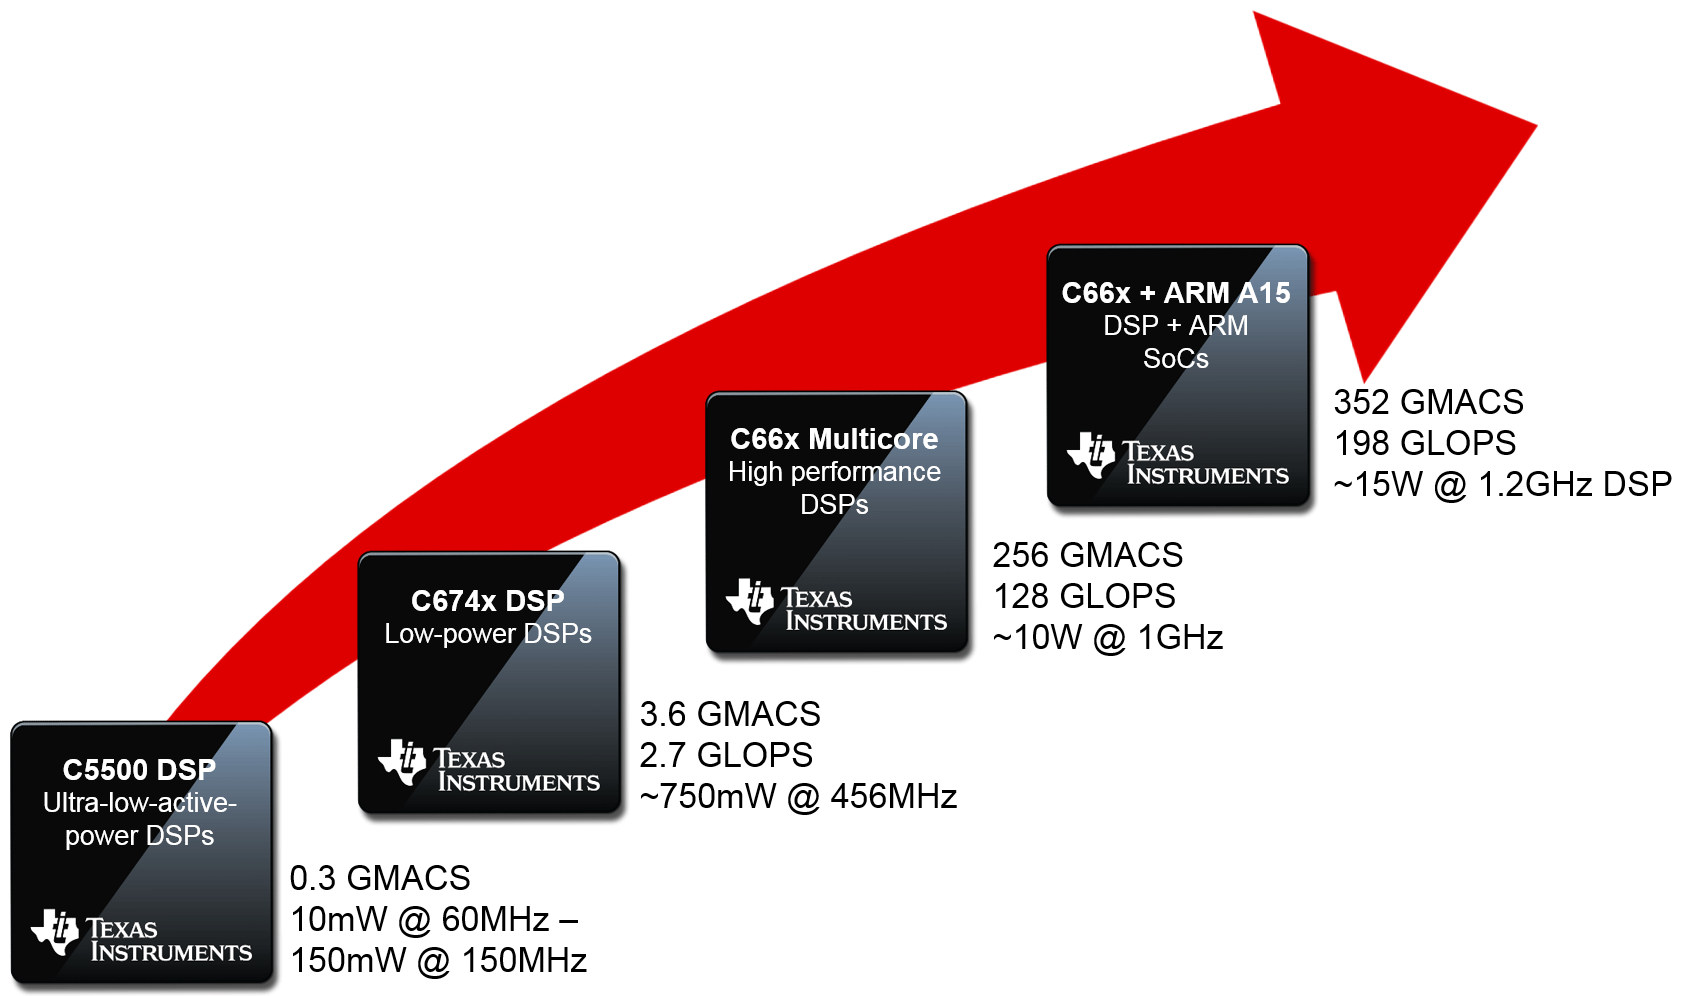 C66x + ARM A15
DSP + ARM
SoCs
TEXAS
INSTRUMENTS
352 GMACS
198 GLOPS
~15W @ 1.2GHz DSP
C66x Multicore
High performance
DSPs
TEXAS
INSTRUMENTS
256 GMACS
128 GLOPS
~10W @ 1GHz
C674x DSP
Low-power DSPs
TEXAS
INSTRUMENTS
3.6 GMACS
2.7 GLOPS
~750mW @ 456MHz
C5500 DSP
Ultra-low-active-
power DSPs
TEXAS
INSTRUMENTS
0.3 GMACS
10mW @ 60MHz –
150mW @ 150MHz